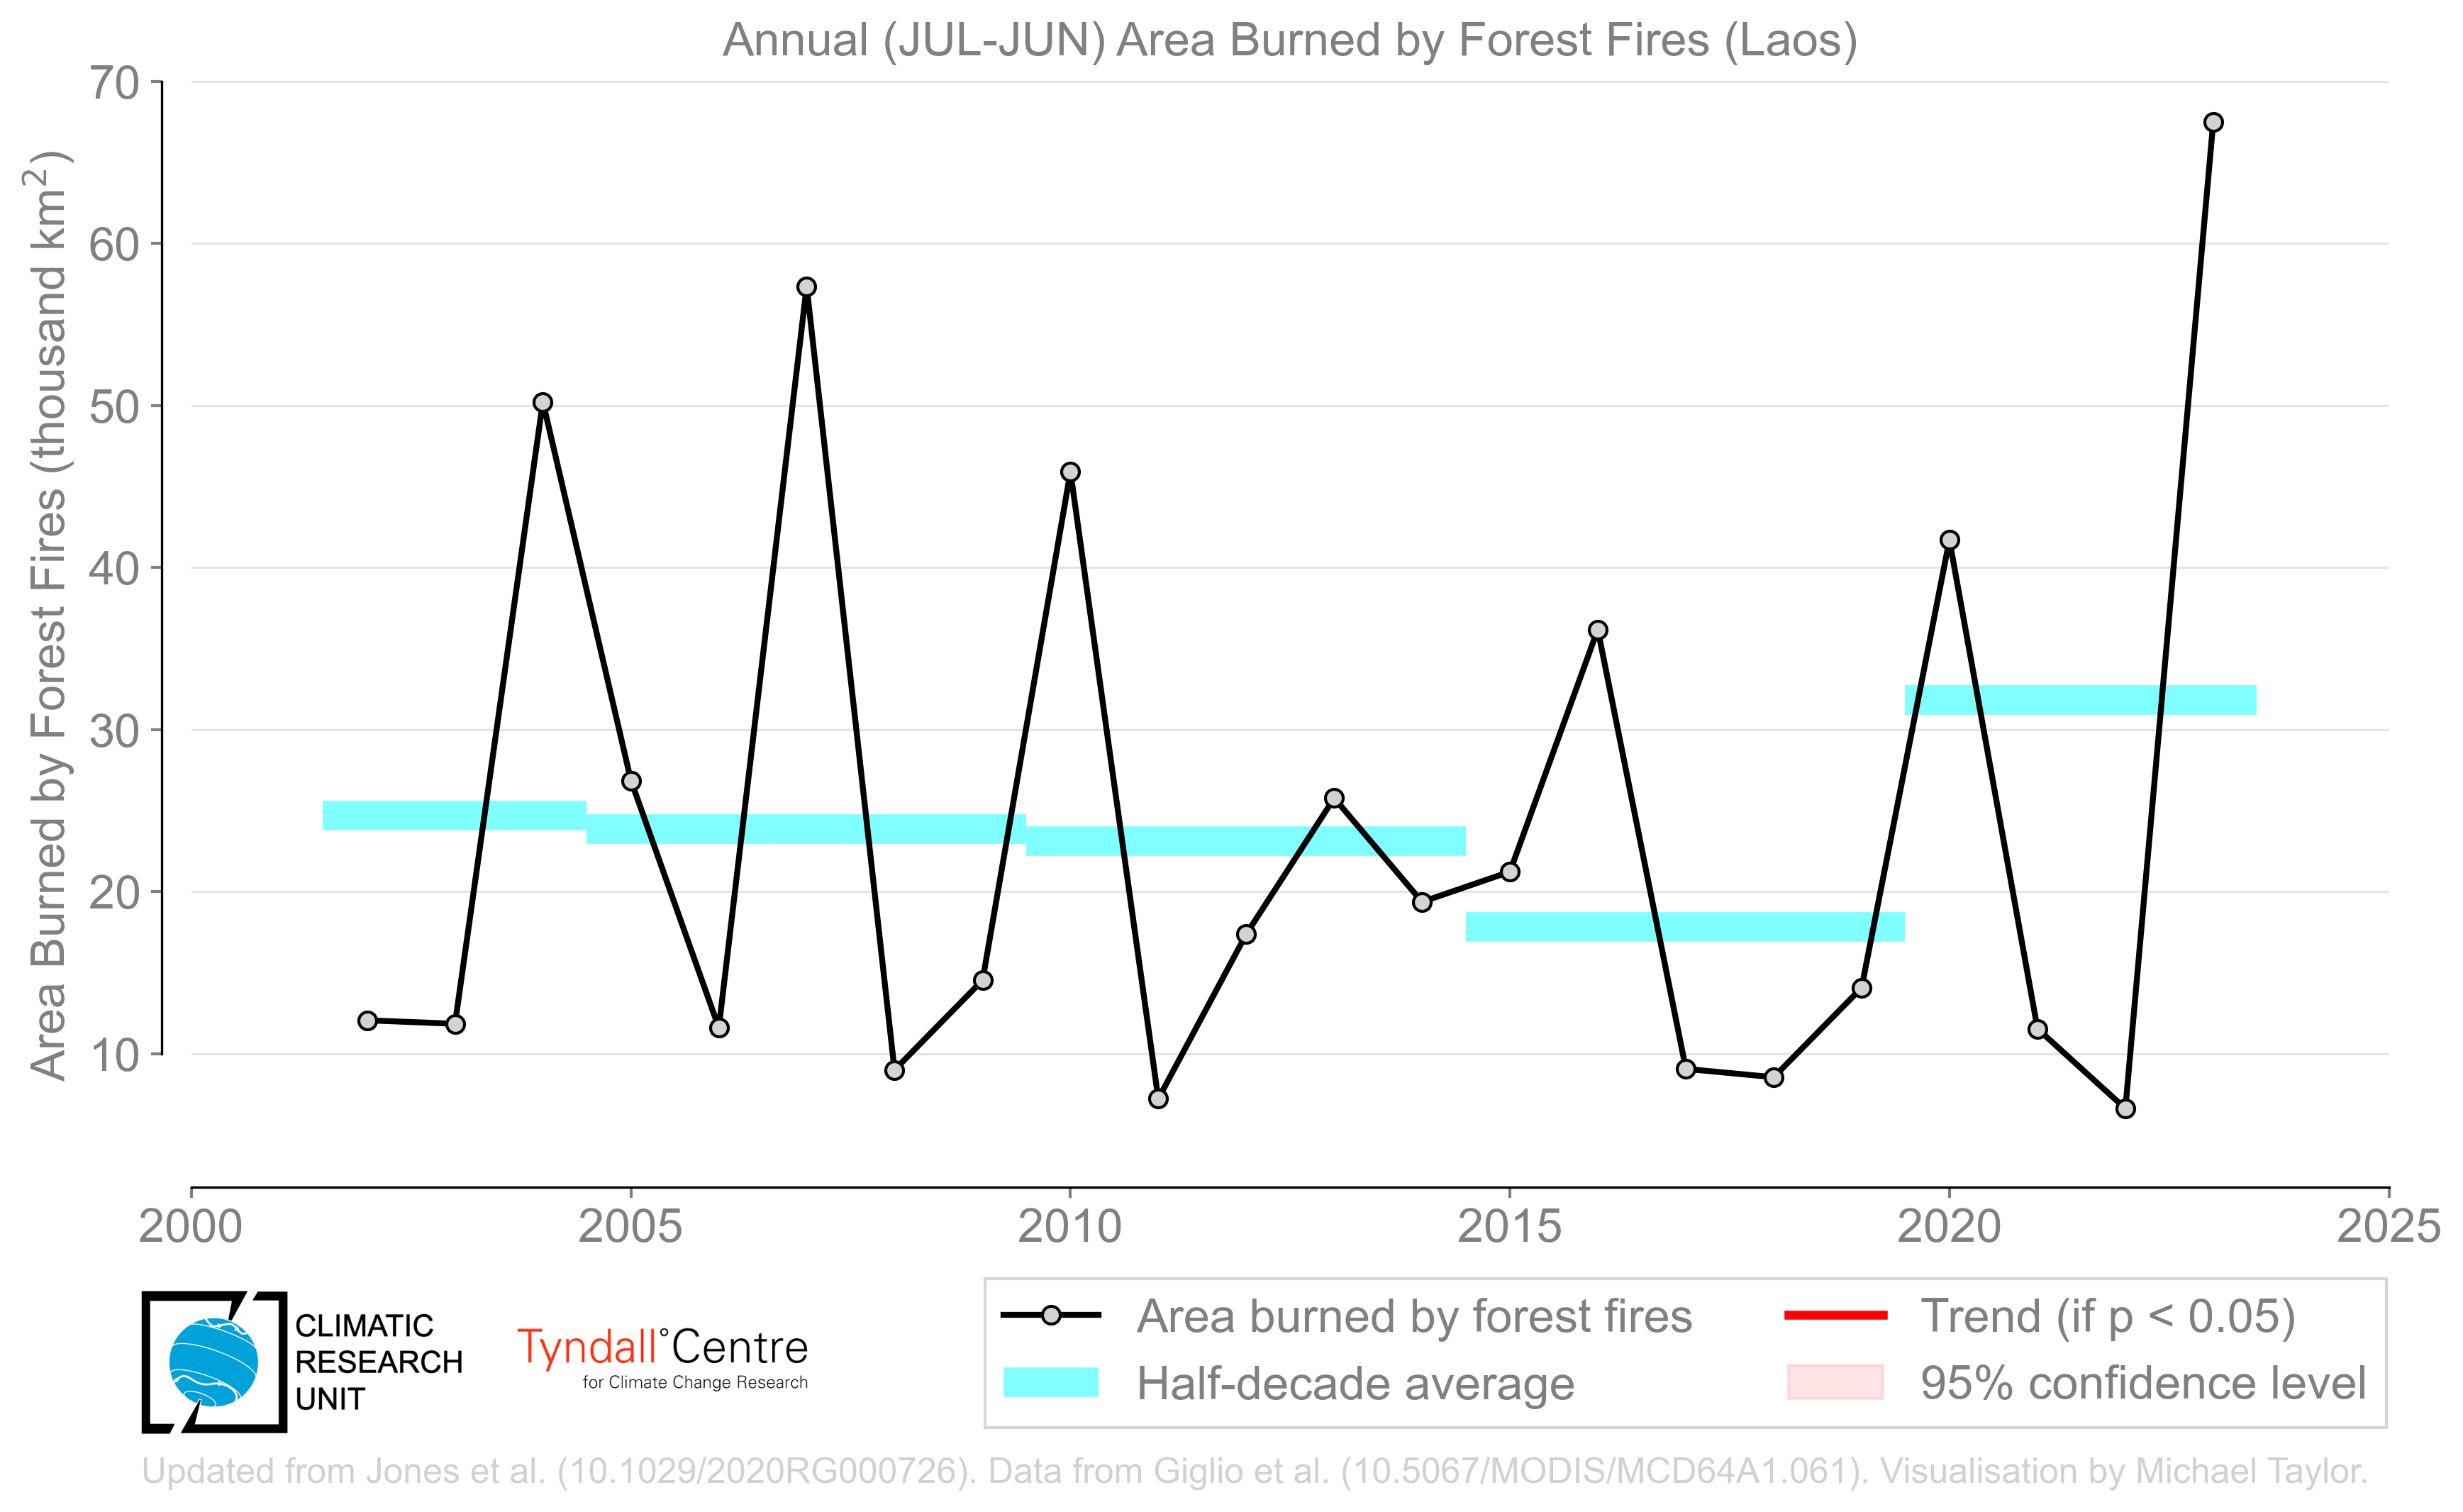 Annual (JUL-JUN) Area Burned by Forest Fires (Laos)
Area Burned by Forest Fires (thousand km²)
70
60
50
40
30
20
10
2000 2005 2010 2015 2020 2025
CLIMATIC
RESEARCH
UNIT
Tyndall°Centre
for Climate Change Research
Area burned by forest fires
Half-decade average
Trend (if p < 0.05)
95% confidence level
Updated from Jones et al. (10.1029/2020RG000726). Data from Giglio et al. (10.5067/MODIS/MCD64A1.061). Visualisation by Michael Taylor.